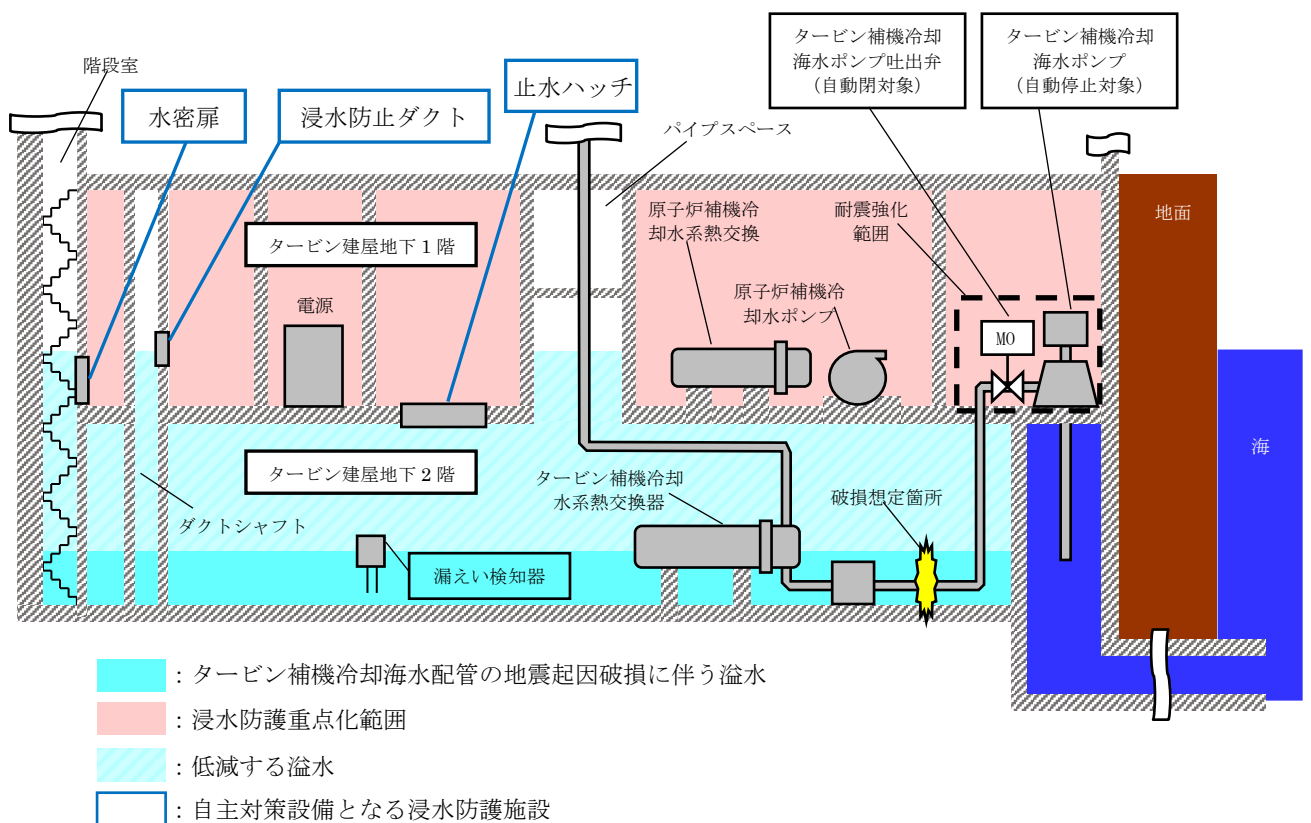 タービン補機冷却
海水ポンプ吐出弁
(自動閉対象)
タービン補機冷却
海水ポンプ
(自動停止対象)
階段室
水密扉
浸水防止ダクト
止水ハッチ
パイプスペース
原子炉補機冷
却水系熱交換
耐震強化
範囲
地面
タービン建屋地下1階
電源
原子炉補機冷
却水ポンプ
MO
海
タービン建屋地下2階
タービン補機冷却
水系熱交換器
破損想定箇所
ダクトシャフト
漏えい検知器
：タービン補機冷却海水配管の地震起因破損に伴う溢水
：浸水防護重点化範囲
：低減する溢水
：自主対策設備となる浸水防護施設